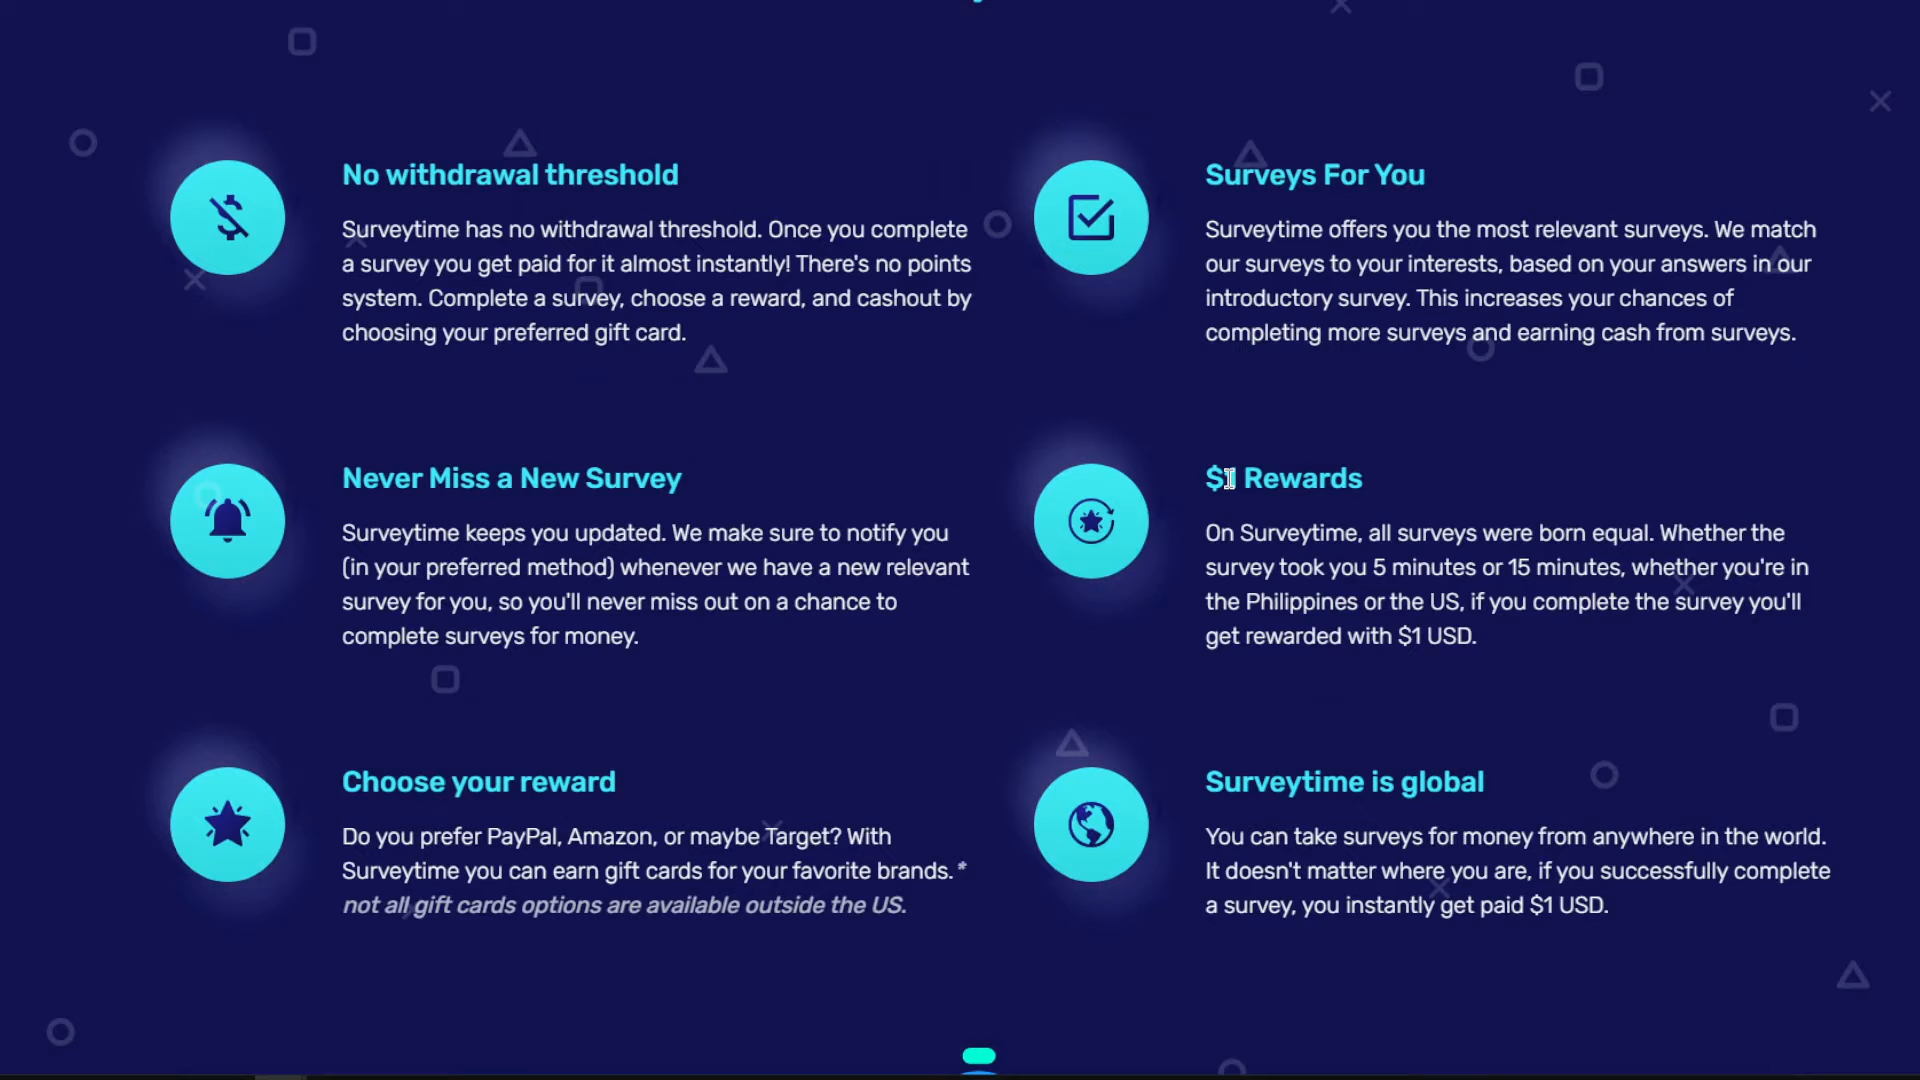 No withdrawal threshold
Surveytime has no withdrawal threshold. Once you complete
a survey you get paid for it almost instantly! There's no points
system. Complete a survey, choose a reward, and cashout by
choosing your preferred gift card.
Surveys For You
Surveytime offers you the most relevant surveys. We match
our surveys to your interests, based on your answers in our
introductory survey. This increases your chances of
completing more surveys and earning cash from surveys.
Never Miss a New Survey
Surveytime keeps you updated. We make sure to notify you
(in your preferred method) whenever we have a new relevant
survey for you, so you'll never miss out on a chance to
complete surveys for money.
$1 Rewards
On Surveytime, all surveys were born equal. Whether the
survey took you 5 minutes or 15 minutes, whether you're in
the Philippines or the US, if you complete the survey you'll
get rewarded with $1 USD.
Choose your reward
Do you prefer PayPal, Amazon, or maybe Target? With
Surveytime you can earn gift cards for your favorite brands. *
not all gift cards options are available outside the US.
Surveytime is global
You can take surveys for money from anywhere in the world.
It doesn't matter where you are, if you successfully complete
a survey, you instantly get paid $1 USD.